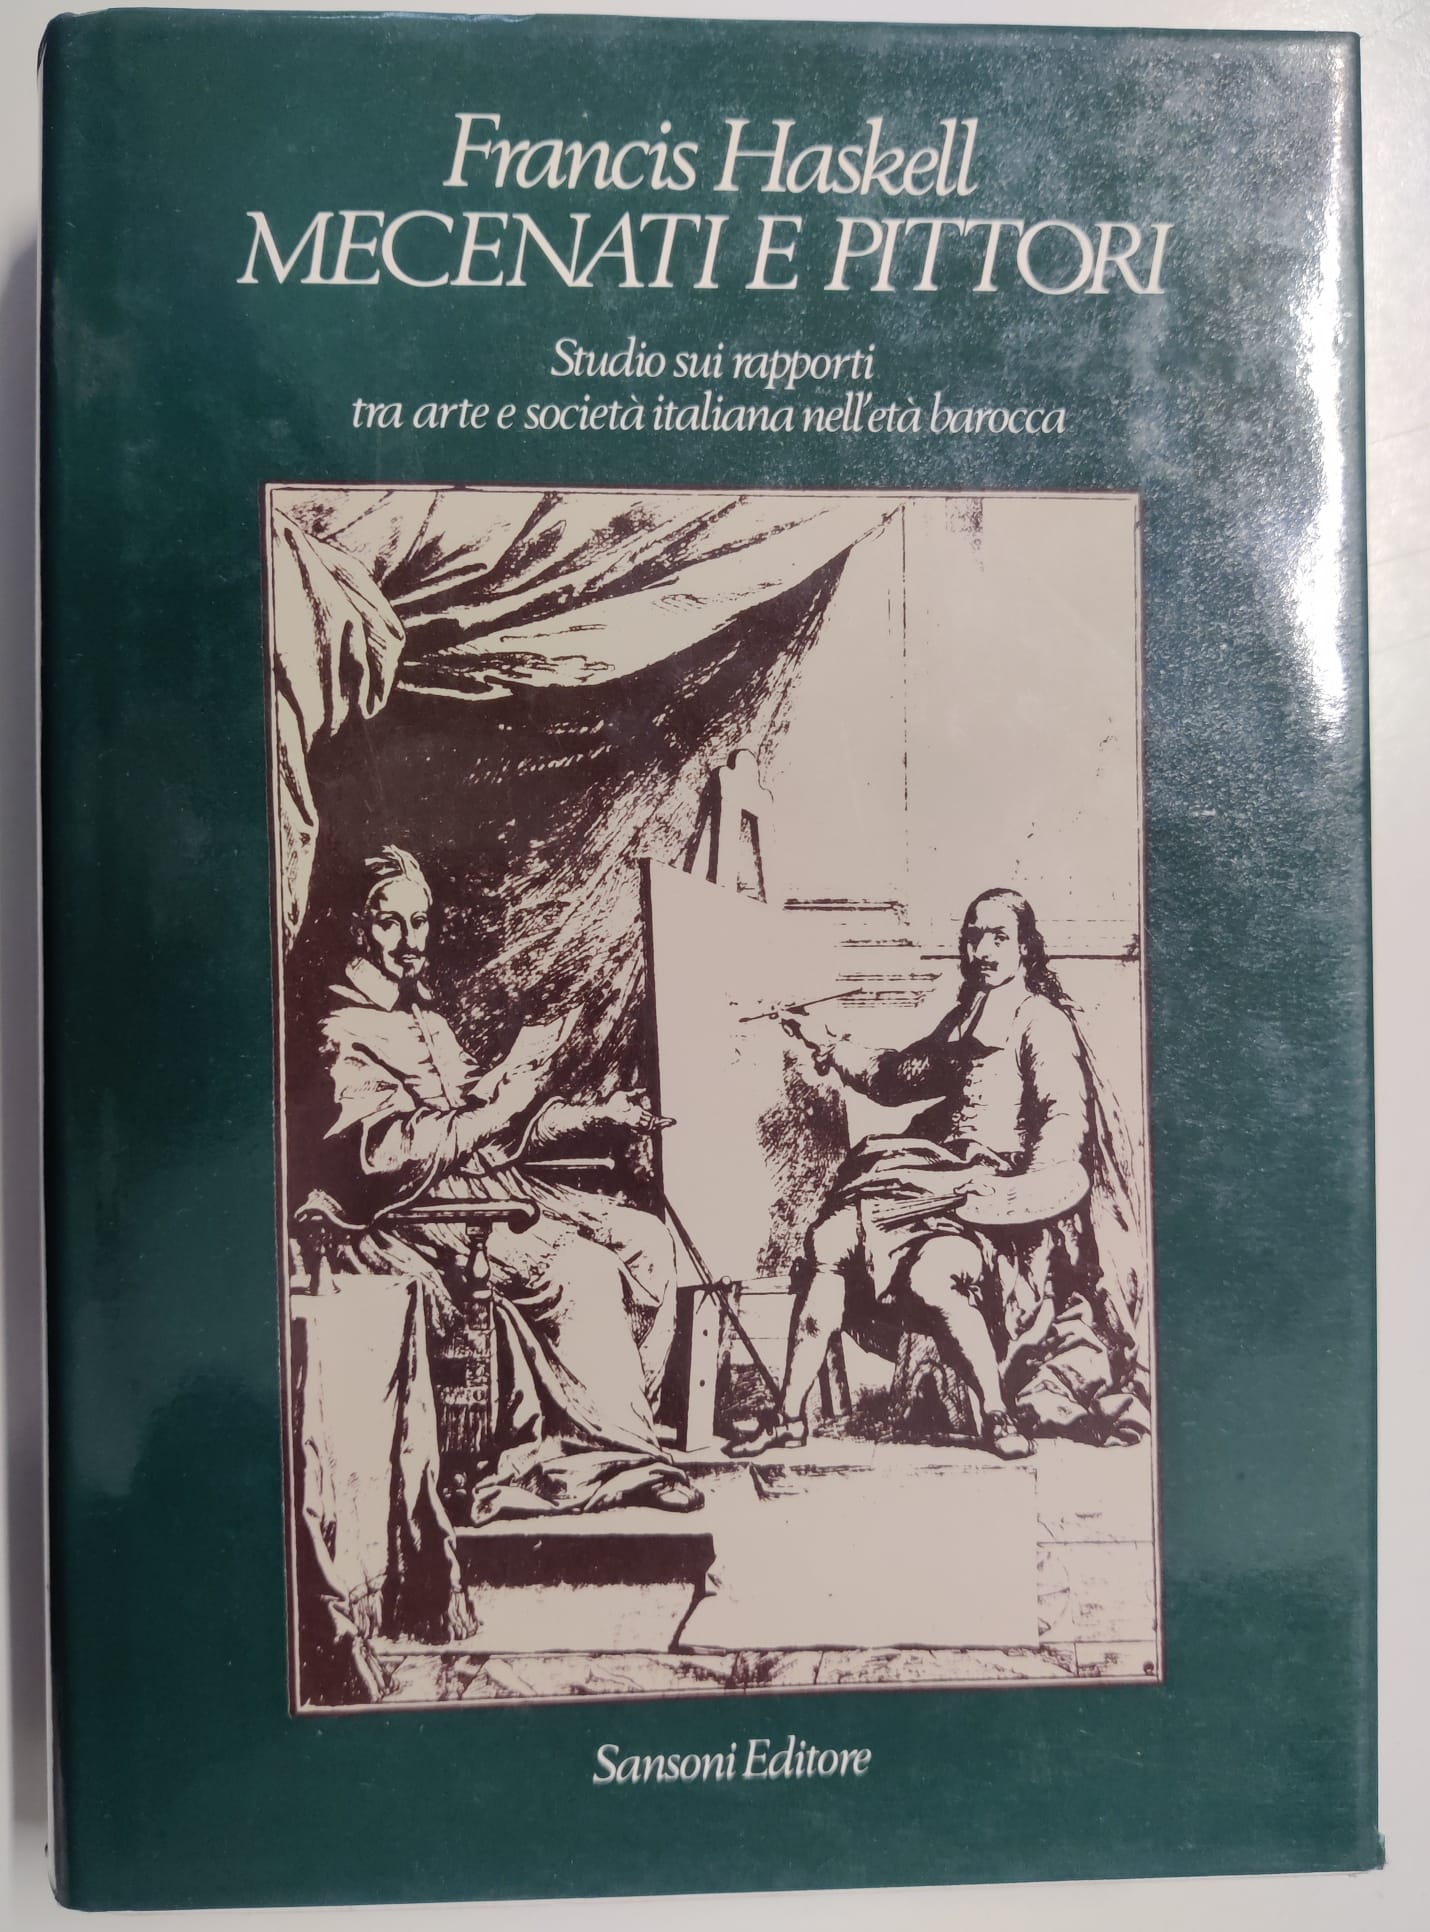 Francis Haskell
MECENATI E PITTORI
Studio sui rapporti
tra arte e società italiana nell'età barocca
Sansoni Editore